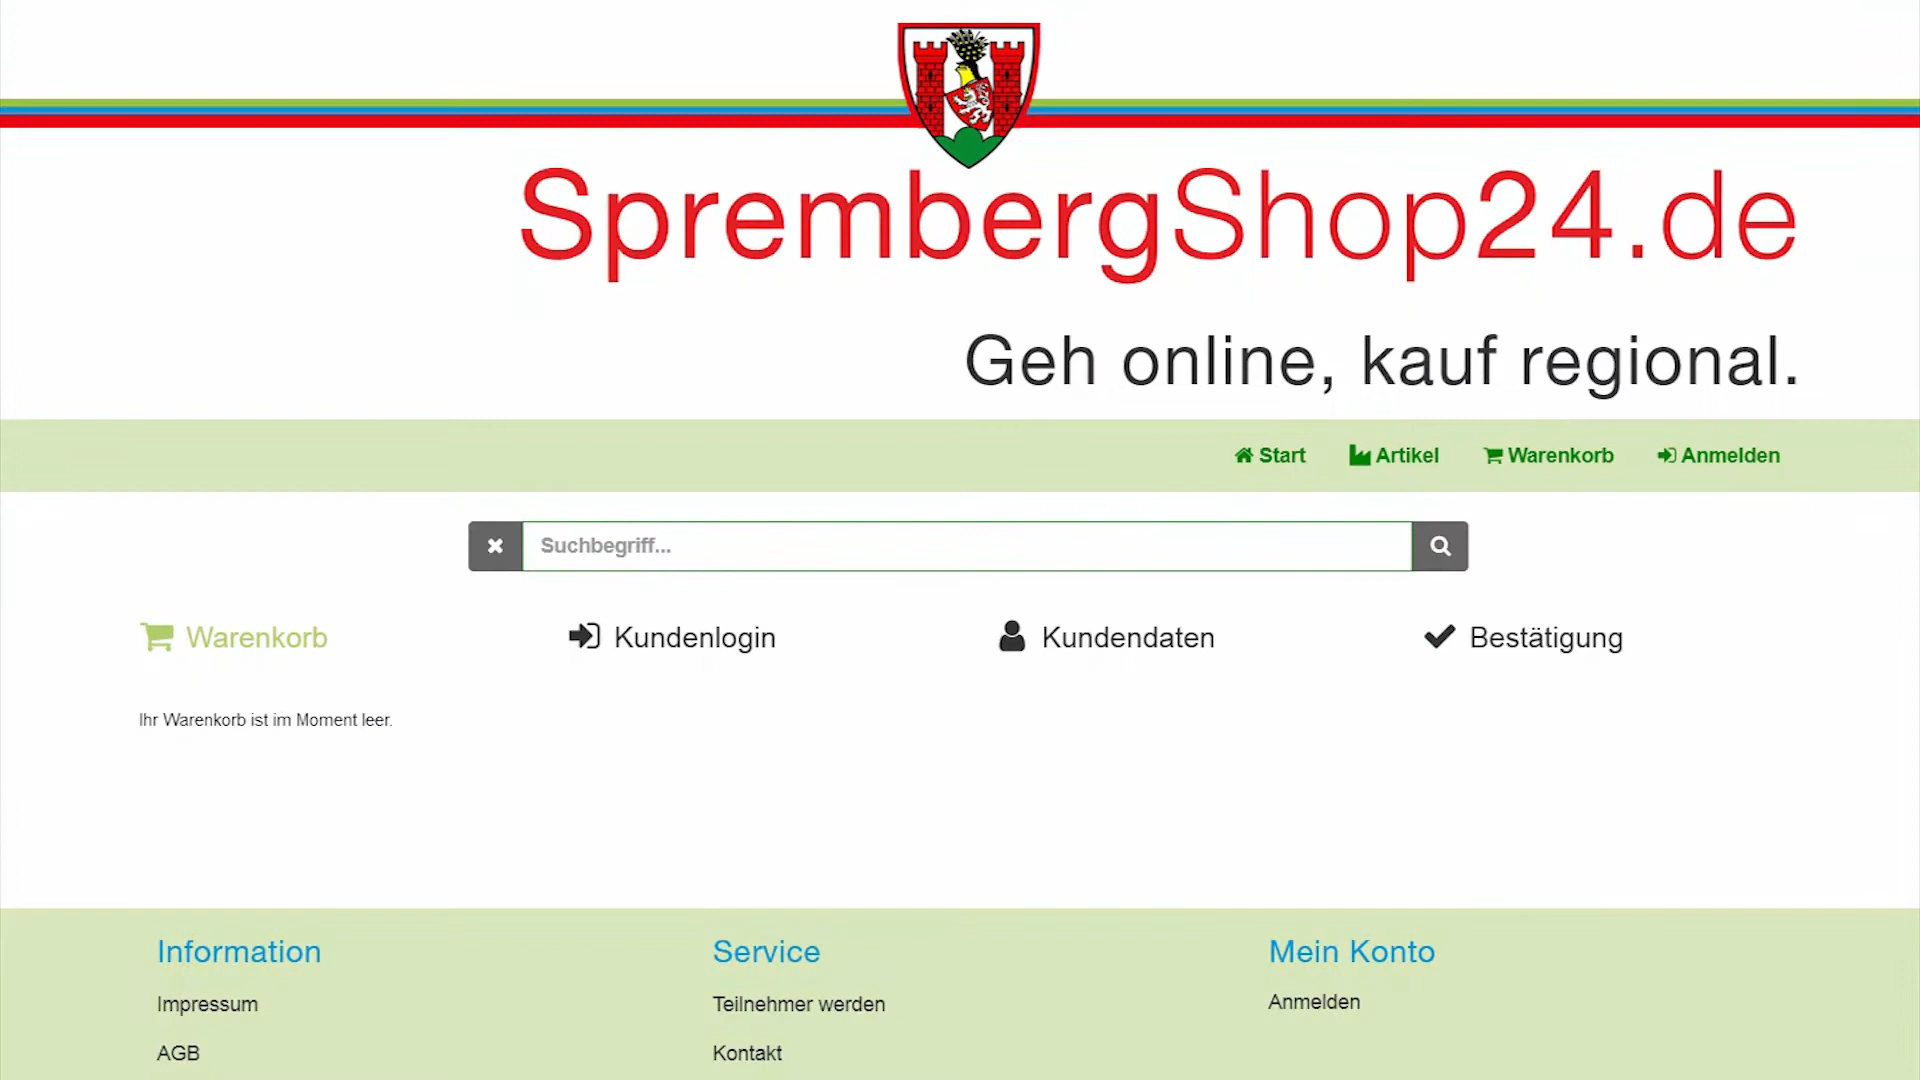 SprembergShop24.de
Geh online, kauf regional.
Start Artikel Warenkorb Anmelden
Suchbegriff...
Warenkorb Kundenlogin Kundendaten Bestätigung
Ihr Warenkorb ist im Moment leer.
Information Service Mein Konto
Impressum Teilnehmer werden Anmelden
AGB Kontakt